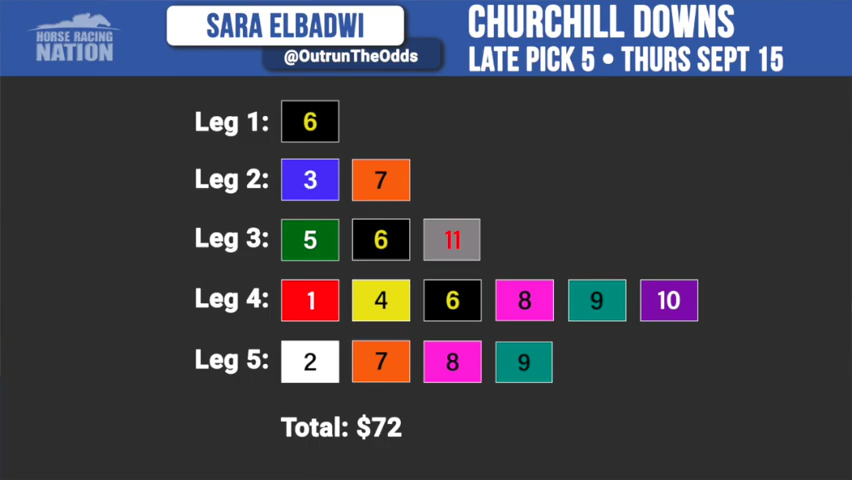 HORSE RACING
NATION
SARA ELBADWI
@OutrunTheOdds
CHURCHILL DOWNS
LATE PICK 5 • THURS SEPT 15
Leg 1: 6
Leg 2: 3 7
Leg 3: 5 6 11
Leg 4: 1 4 6 8 9 10
Leg 5: 2 7 8 9
Total: $72